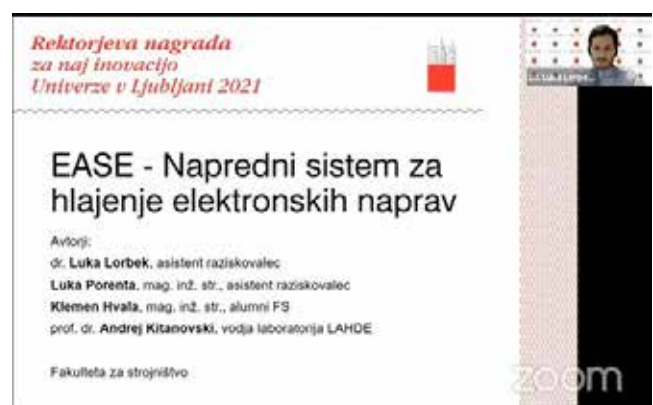 Rektorjeva nagrada
za naj inovacijo
Univerze v Ljubljani 2021
EASE - Napredni sistem za
hlajenje elektronskih naprav
Avtorji:
dr. Luka Lorbek, asistent raziskovalec
Luka Porenta, mag. inž. str., asistent raziskovalec
Klemen Hvala, mag. inž. str., alumni FS
prof. dr. Andrej Kitanovski, vodja laboratorija LAHDE
Fakulteta za strojništvo
zoom